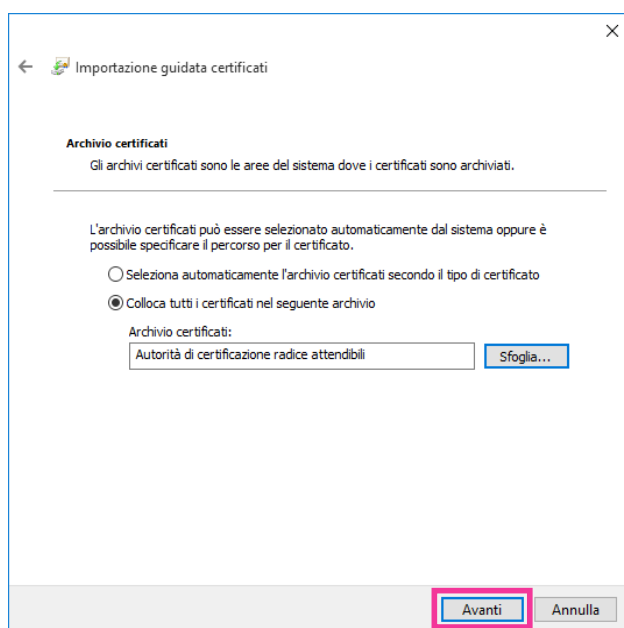 Importazione guidata certificati
Archivio certificati
Gli archivi certificati sono le aree del sistema dove i certificati sono archiviati.
L'archivio certificati può essere selezionato automaticamente dal sistema oppure è
possibile specificare il percorso per il certificato.
Seleziona automaticamente l'archivio certificati secondo il tipo di certificato
Colloca tutti i certificati nel seguente archivio
Archivio certificati:
Autorità di certificazione radice attendibili
Sfoglia...
Avanti
Annulla